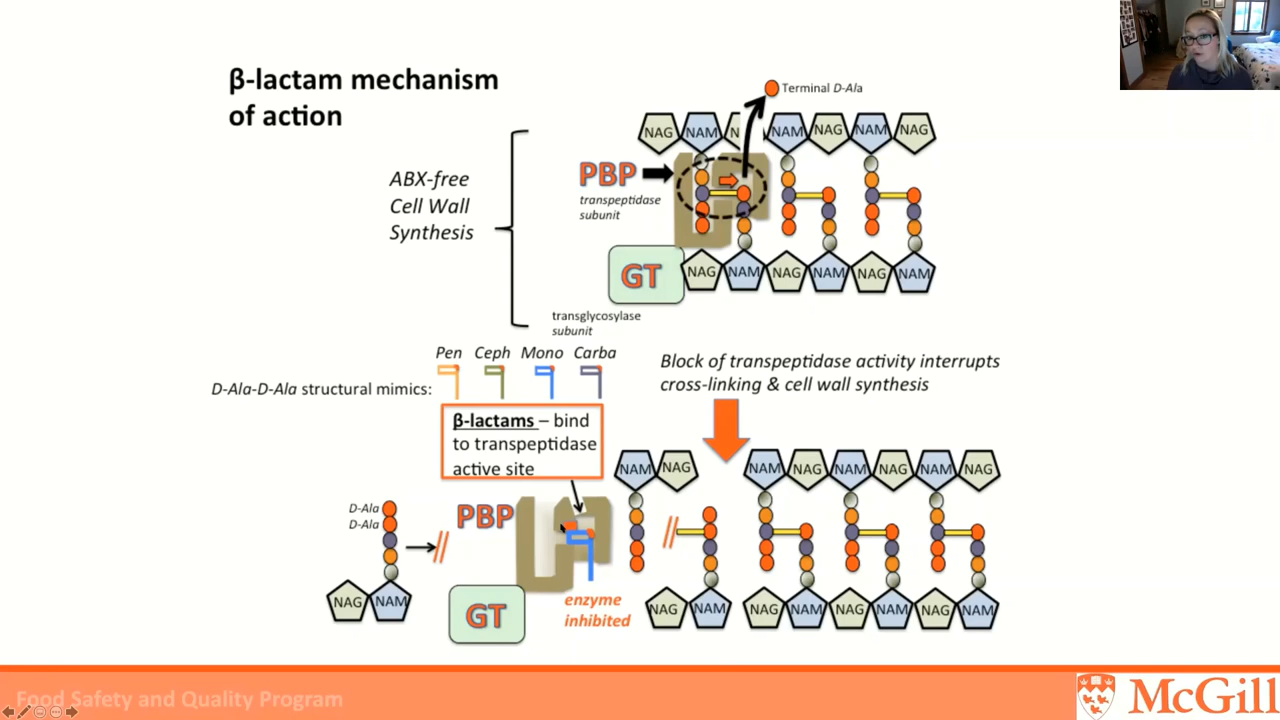 β-lactam mechanism
of action
Terminal D-Ala
NAG NAM N NAM NAG NAM NAG
ABX-free
Cell Wall
Synthesis
PBP
transpeptidase
subunit
GT
NAG NAM NAG NAM NAG NAM
transglycosylase
subunit
Pen Ceph Mono Carba
D-Ala-D-Ala structural mimics:
β-lactams – bind
to transpeptidase
active site
Block of transpeptidase activity interrupts
cross-linking & cell wall synthesis
NAM NAG NAM NAG NAM NAG NAM NAG
D-Ala
D-Ala
PBP
NAG NAM
GT
enzyme
inhibited
NAG NAM NAG NAM NAG NAM NAG NAM
Food Safety and Quality Program
McGill